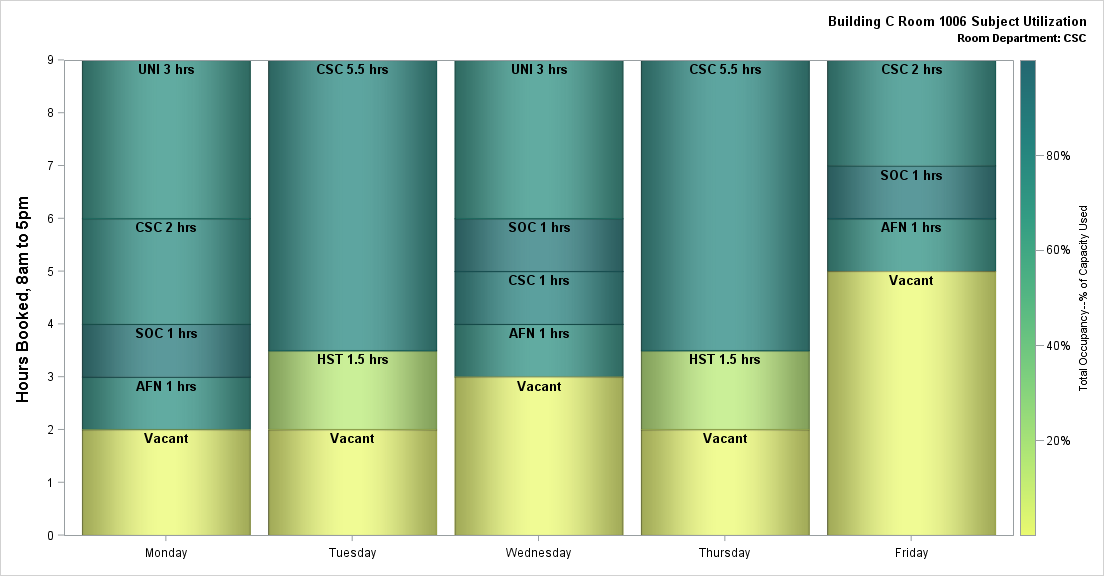 Building C Room 1006 Subject Utilization
Room Department: CSC
Hours Booked, 8am to 5pm
9
8
7
6
5
4
3
2
1
0
UNI 3 hrs
CSC 2 hrs
SOC 1 hrs
AFN 1 hrs
Vacant
CSC 5.5 hrs
HST 1.5 hrs
Vacant
UNI 3 hrs
SOC 1 hrs
CSC 1 hrs
AFN 1 hrs
Vacant
CSC 5.5 hrs
HST 1.5 hrs
Vacant
CSC 2 hrs
SOC 1 hrs
AFN 1 hrs
Vacant
Monday
Tuesday
Wednesday
Thursday
Friday
80%
60%
40%
20%
Total Occupancy--% of Capacity Used